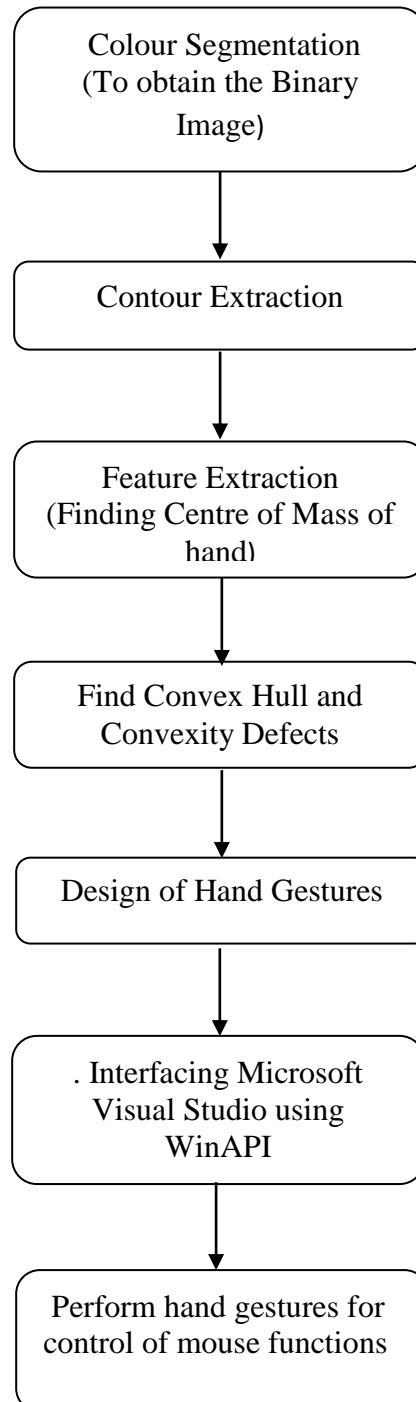 Colour Segmentation
(To obtain the Binary
Image)
Contour Extraction
Feature Extraction
(Finding Centre of Mass of
hand)
Find Convex Hull and
Convexity Defects
Design of Hand Gestures
. Interfacing Microsoft
Visual Studio using
WinAPI
Perform hand gestures for
control of mouse functions